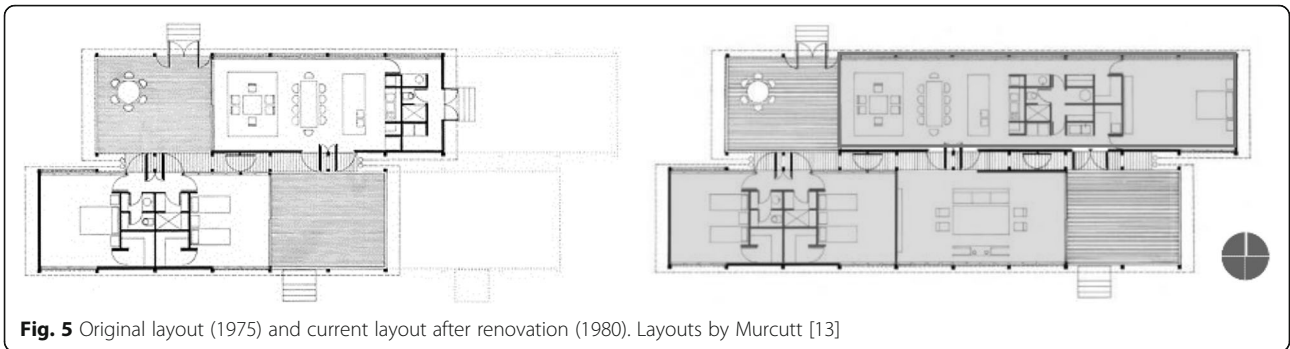 Fig. 5 Original layout (1975) and current layout after renovation (1980). Layouts by Murcutt [13]